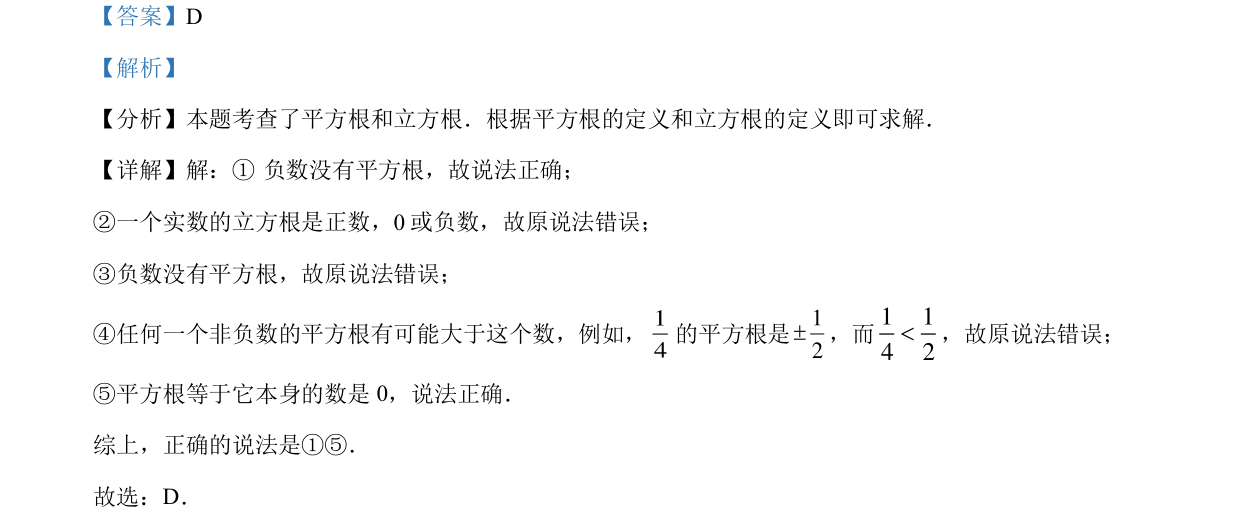 【答案】D
【解析】
【分析】本题考查了平方根和立方根．根据平方根的定义和立方根的定义即可求解．
【详解】解：① 负数没有平方根，故说法正确；
②一个实数的立方根是正数，0 或负数，故原说法错误；
③负数没有平方根，故原说法错误；
④任何一个非负数的平方根有可能大于这个数，例如，1/4 的平方根是±1/2，而1/4<1/2，故原说法错误；
⑤平方根等于它本身的数是 0，说法正确．
综上，正确的说法是①⑤．
故选：D．